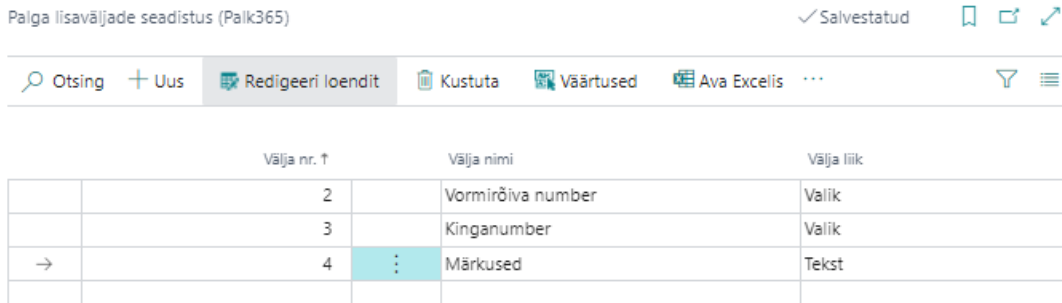 Palga lisaväljade seadistus (Palk365) ✓ Salvestatud
Otsing + Uus Redigeeri loendit Kustuta Väärtused Ava Excelis ···
Välja nr. ↑ Välja nimi Välja liik
2 Vormirõiva number Valik
3 Kinganumber Valik
→ 4 ⋮ Märkused Tekst